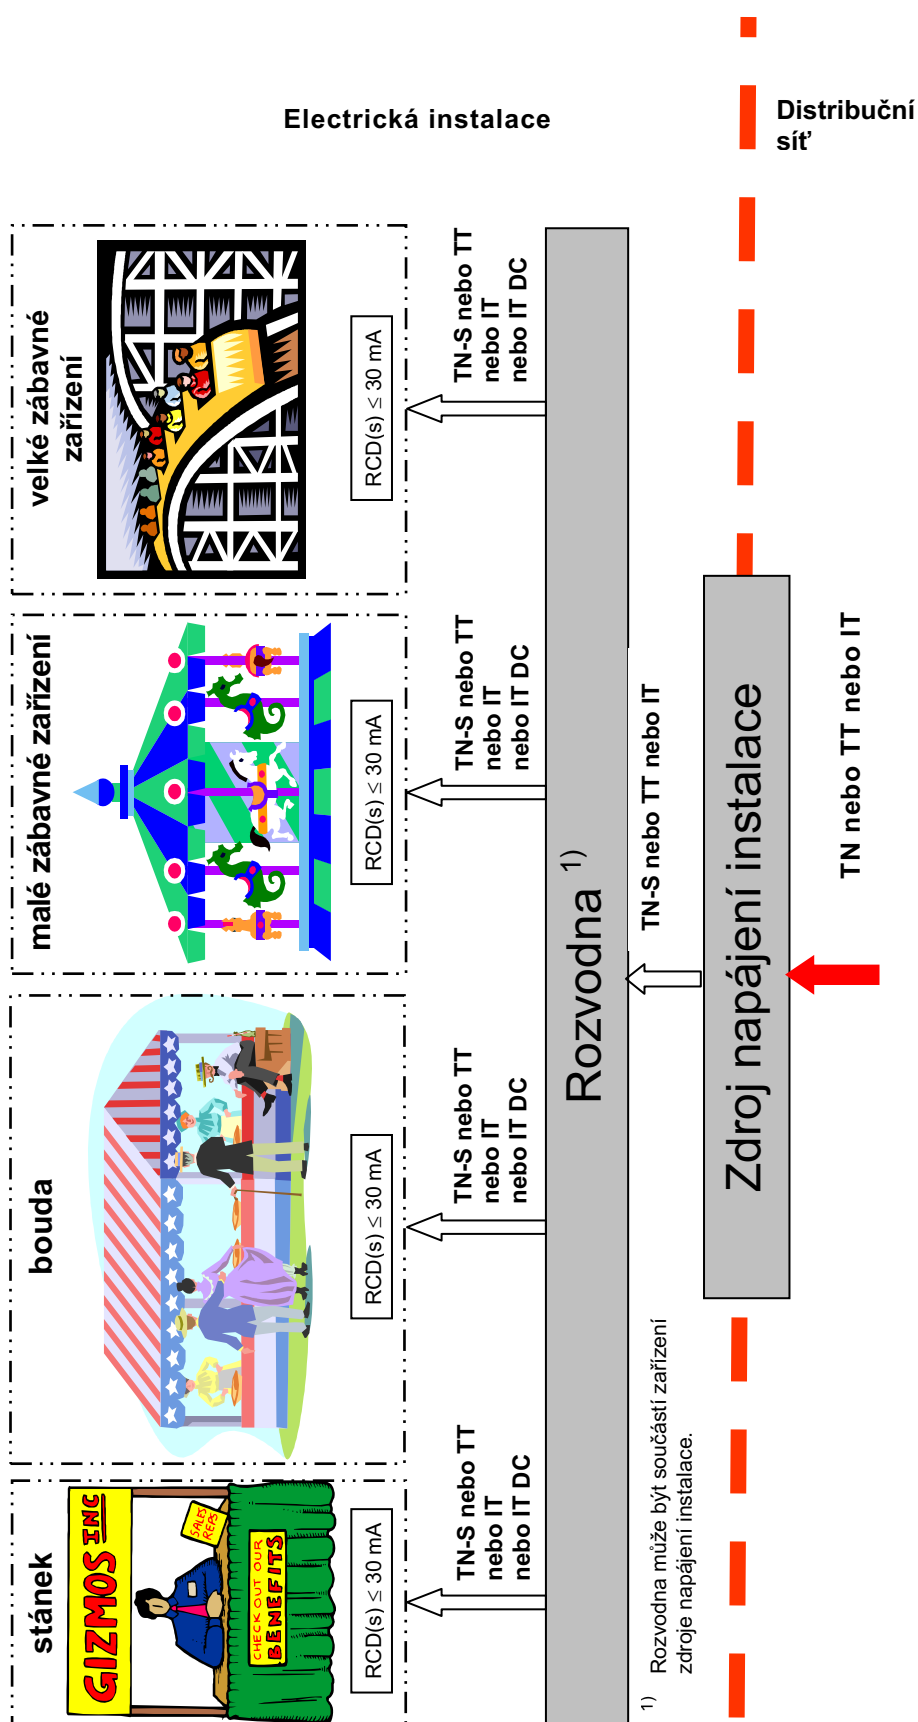 Electrická instalace
Distribuční
síť
stánek
GIZMOS INC
SALES
REPS
CHECK OUT OUR
BENEFITS
RCD(s) ≤ 30 mA
bouda
RCD(s) ≤ 30 mA
malé zábavné zařízení
RCD(s) ≤ 30 mA
velké zábavné
zařízení
RCD(s) ≤ 30 mA
TN-S nebo TT
nebo IT
nebo IT DC
TN-S nebo TT
nebo IT
nebo IT DC
TN-S nebo TT
nebo IT
nebo IT DC
TN-S nebo TT
nebo IT
nebo IT DC
Rozvodna 1)
TN-S nebo TT nebo IT
Zdroj napájení instalace
TN nebo TT nebo IT
1) Rozvodna může být součástí zařízení
zdroje napájení instalace.